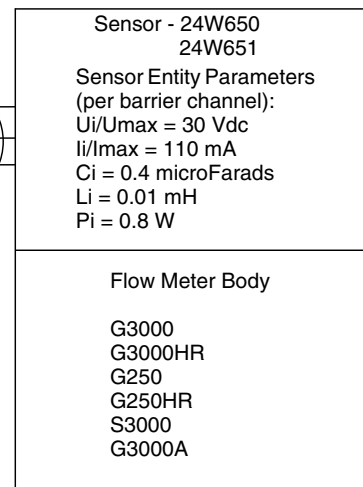 Sensor - 24W650
24W651
Sensor Entity Parameters
(per barrier channel):
Ui/Umax = 30 Vdc
Ii/Imax = 110 mA
Ci = 0.4 microFarads
Li = 0.01 mH
Pi = 0.8 W
Flow Meter Body
G3000
G3000HR
G250
G250HR
S3000
G3000A